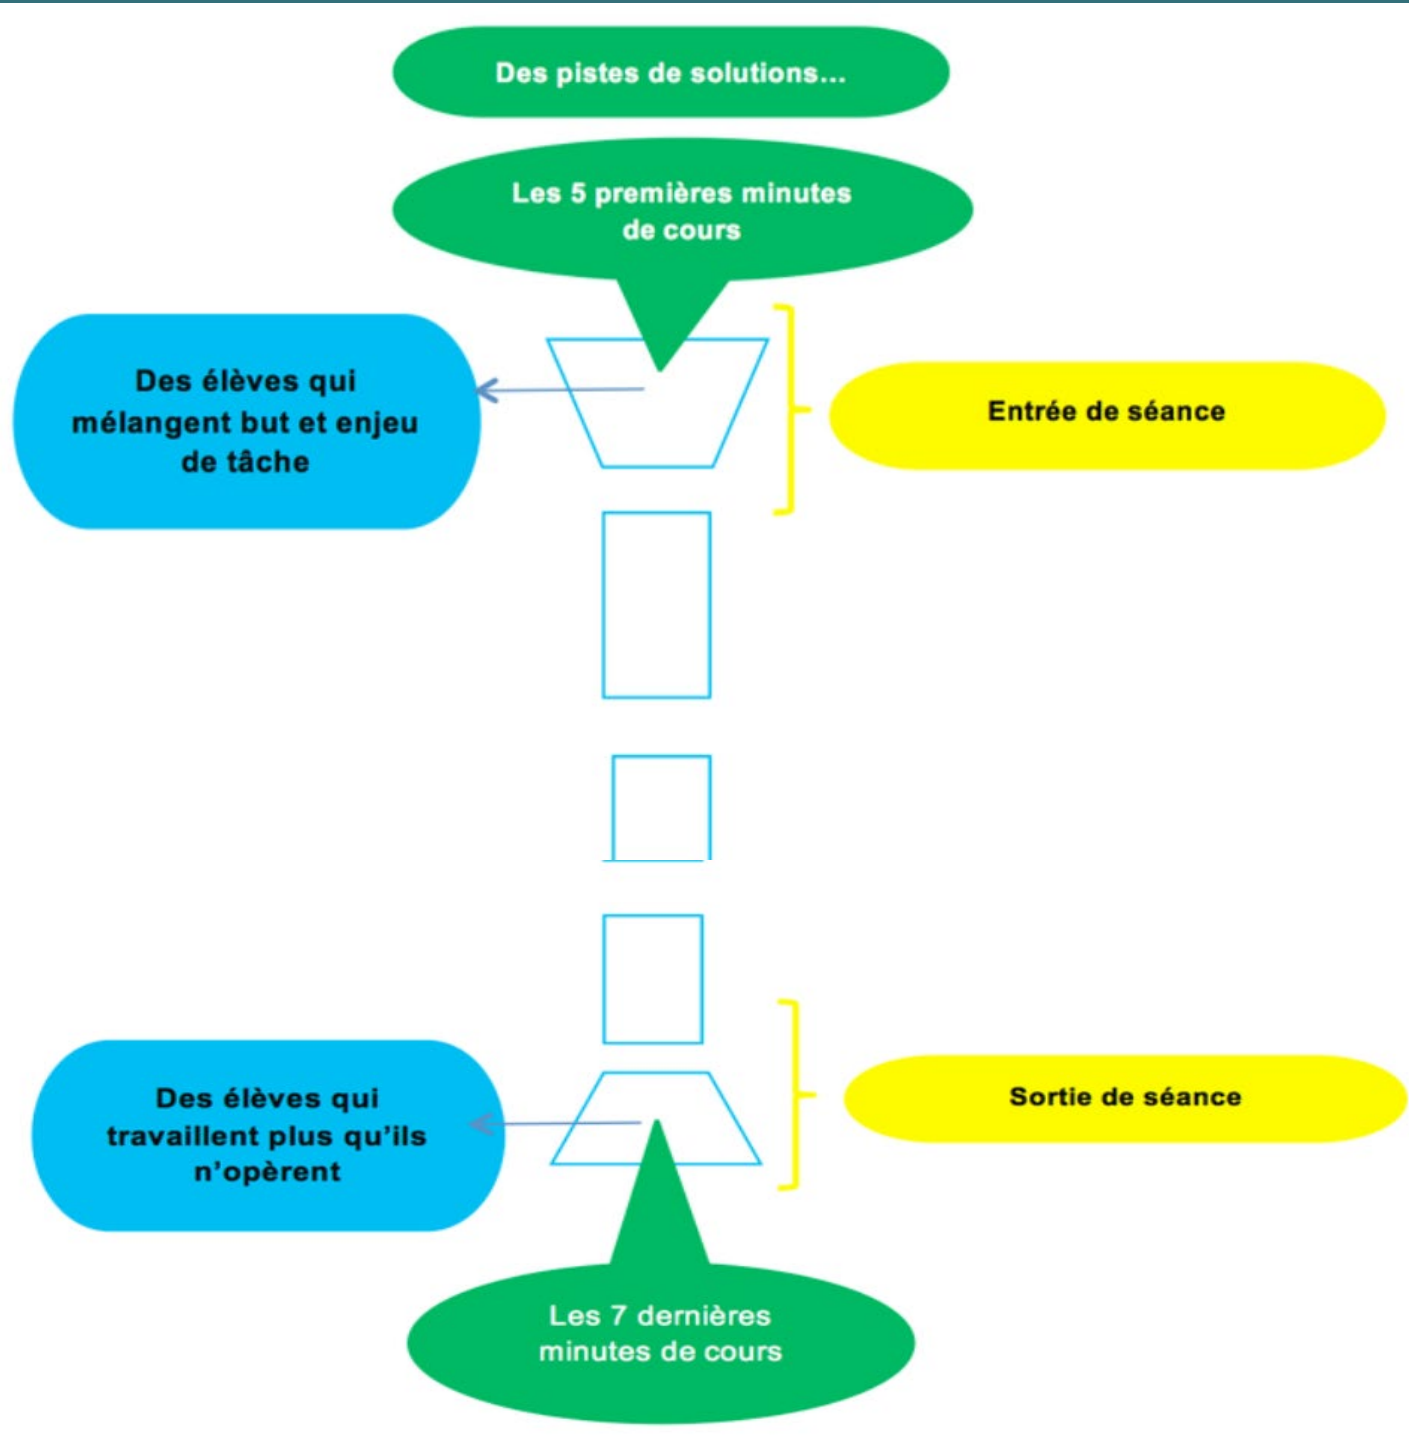 Des pistes de solutions...
Les 5 premières minutes
de cours
Des élèves qui
mélangent but et enjeu
de tâche
Entrée de séance
Des élèves qui
travaillent plus qu’ils
n’opèrent
Sortie de séance
Les 7 dernières
minutes de cours